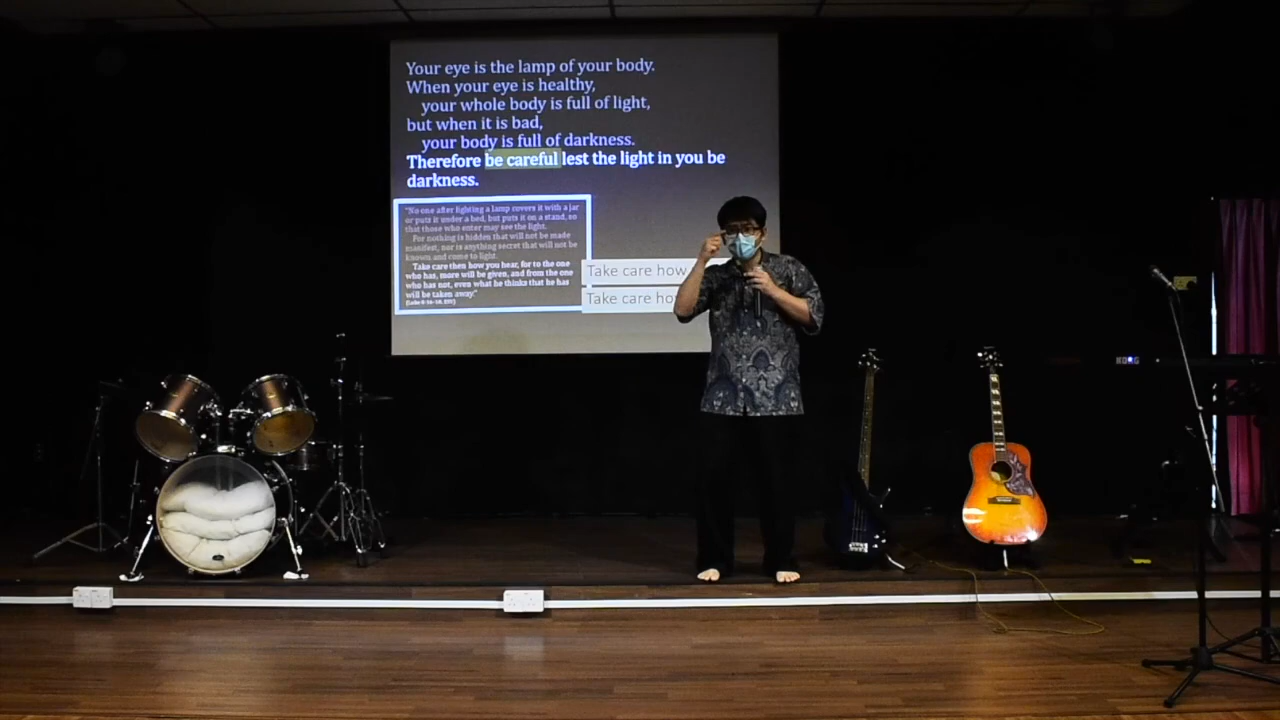 Your eye is the lamp of your body.
When your eye is healthy,
your whole body is full of light,
but when it is bad,
your body is full of darkness.
Therefore be careful lest the light in you be
darkness.
"No one after lighting a lamp covers it with a jar
or puts it under a bed, but puts it on a stand, so
that those who enter may see the light.
For nothing is hidden that will not be made
manifest, nor is anything secret that will not be
known and come to light.
Take care then how you hear, for to the one
who has, more will be given, and from the one
who has not, even what he thinks that he has
will be taken away."
(Luke 8:16-18, ESV)
Take care how
Take care ho
KORG